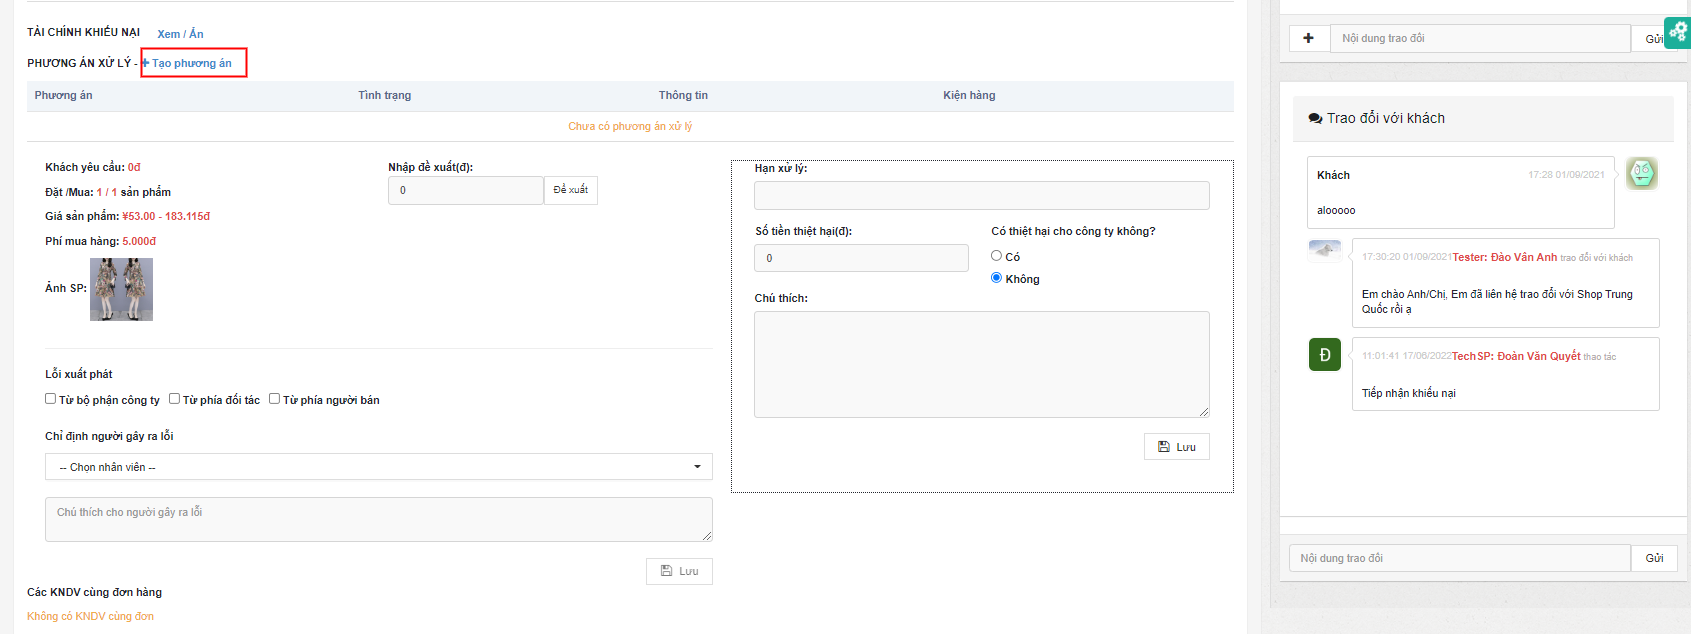 TÀI CHÍNH KHIẾU NẠI Xem / Ẩn
PHƯƠNG ÁN XỬ LÝ - + Tạo phương án
Phương án Tình trạng Thông tin Kiện hàng
Chưa có phương án xử lý
Khách yêu cầu: 0đ
Đặt /Mua: 1 / 1 sản phẩm
Giá sản phẩm: ¥53.00 - 183.115đ
Phí mua hàng: 5.000đ
Ảnh SP:
Nhập đề xuất(đ):
0 Đề xuất
Hạn xử lý:
Số tiền thiệt hại(đ):
0
Có thiệt hại cho công ty không?
Có
Không
Chú thích:
Lưu
Lỗi xuất phát
Từ bộ phận công ty Từ phía đối tác Từ phía người bán
Chỉ định người gây ra lỗi
-- Chọn nhân viên --
Chú thích cho người gây ra lỗi
Lưu
Các KNDV cùng đơn hàng
Không có KNDV cùng đơn
+ Nội dung trao đổi Gửi
Trao đổi với khách
Khách 17:28 01/09/2021
alooooo
17:30:20 01/09/2021Tester: Đào Vân Anh trao đổi với khách
Em chào Anh/Chị, Em đã liên hệ trao đổi với Shop Trung
Quốc rồi ạ
Đ
11:01:41 17/06/2022TechSP: Đoàn Văn Quyết thao tác
Tiếp nhận khiếu nại
Nội dung trao đổi Gửi